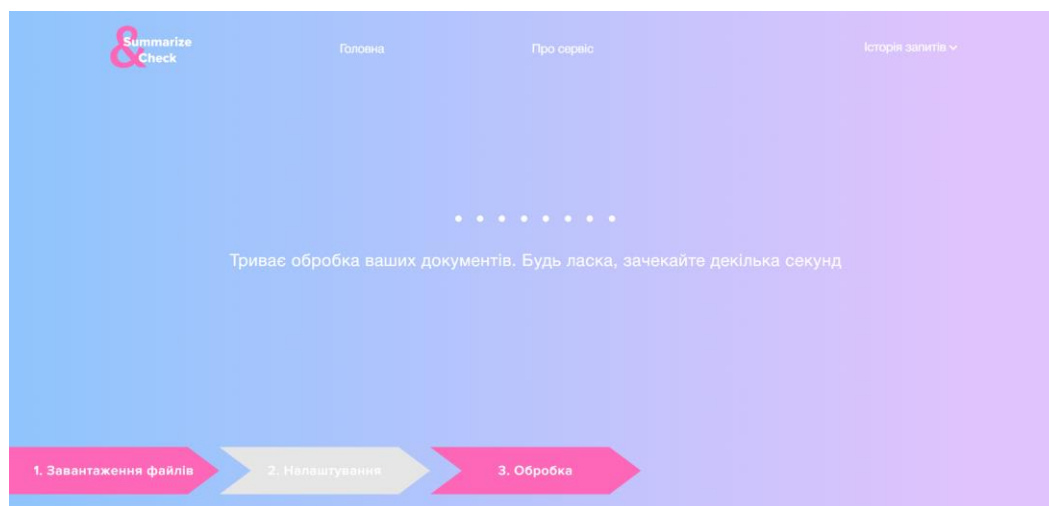 Summarize
& Check
Головна
Про сервіс
Історія запитів
Триває обробка ваших документів. Будь ласка, зачекайте декілька секунд
1. Завантаження файлів
2. Налаштування
3. Обробка